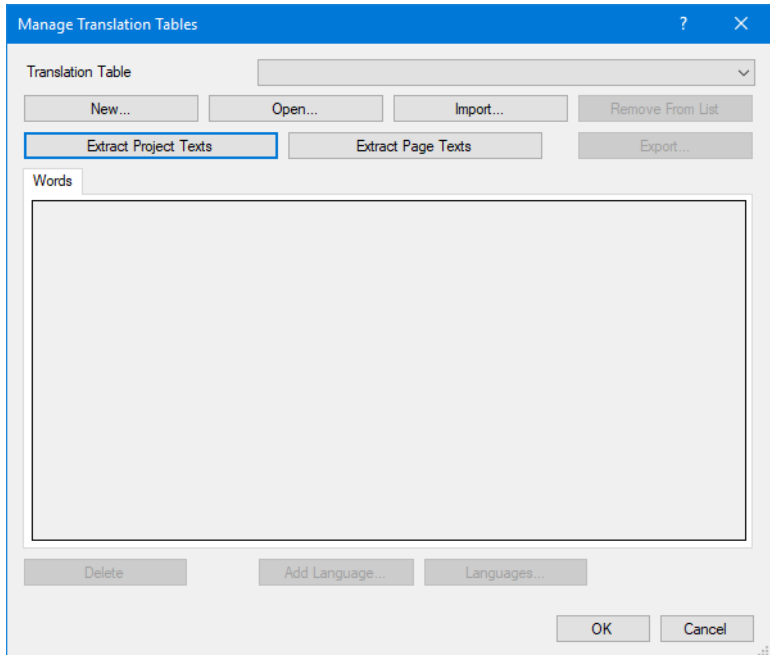 Manage Translation Tables ?
Translation Table
New... Open... Import... Remove From List
Extract Project Texts Extract Page Texts Export...
Words
Delete Add Language... Languages...
OK Cancel